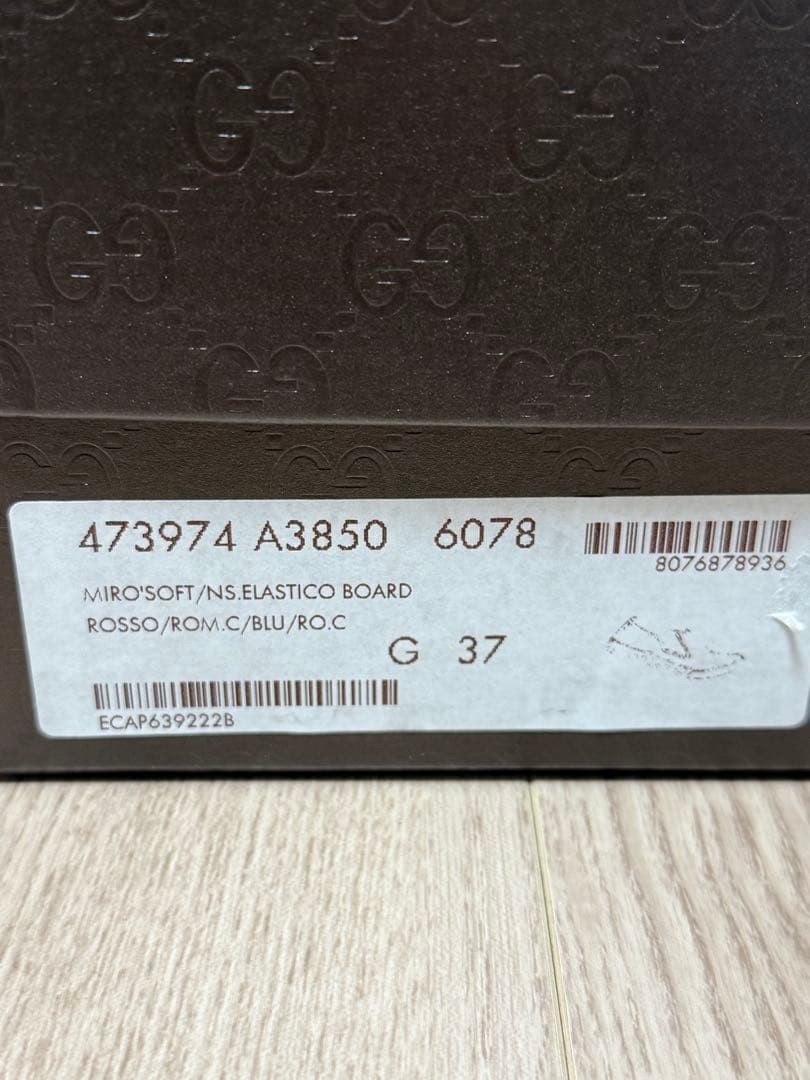 473974 A3850 6078
8076878936
MIRO'SOFT/NS.ELASTICO BOARD
ROSSO/ROM.C/BLU/RO.C
G 37
ECAP639222B